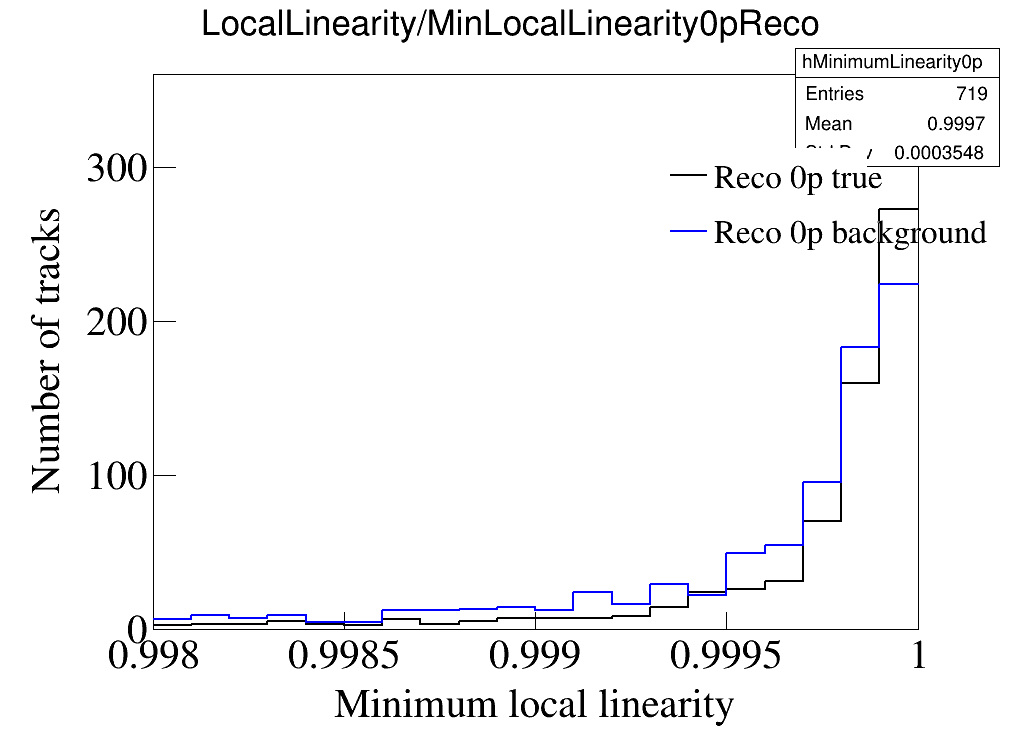 LocalLinearity/MinLocalLinearity0pReco
hMinimumLinearity0p
Entries 719
Mean 0.9997
0.0003548
Reco 0p true
Reco 0p background
Number of tracks
300
200
100
0
0.998 0.9985 0.999 0.9995 1
Minimum local linearity